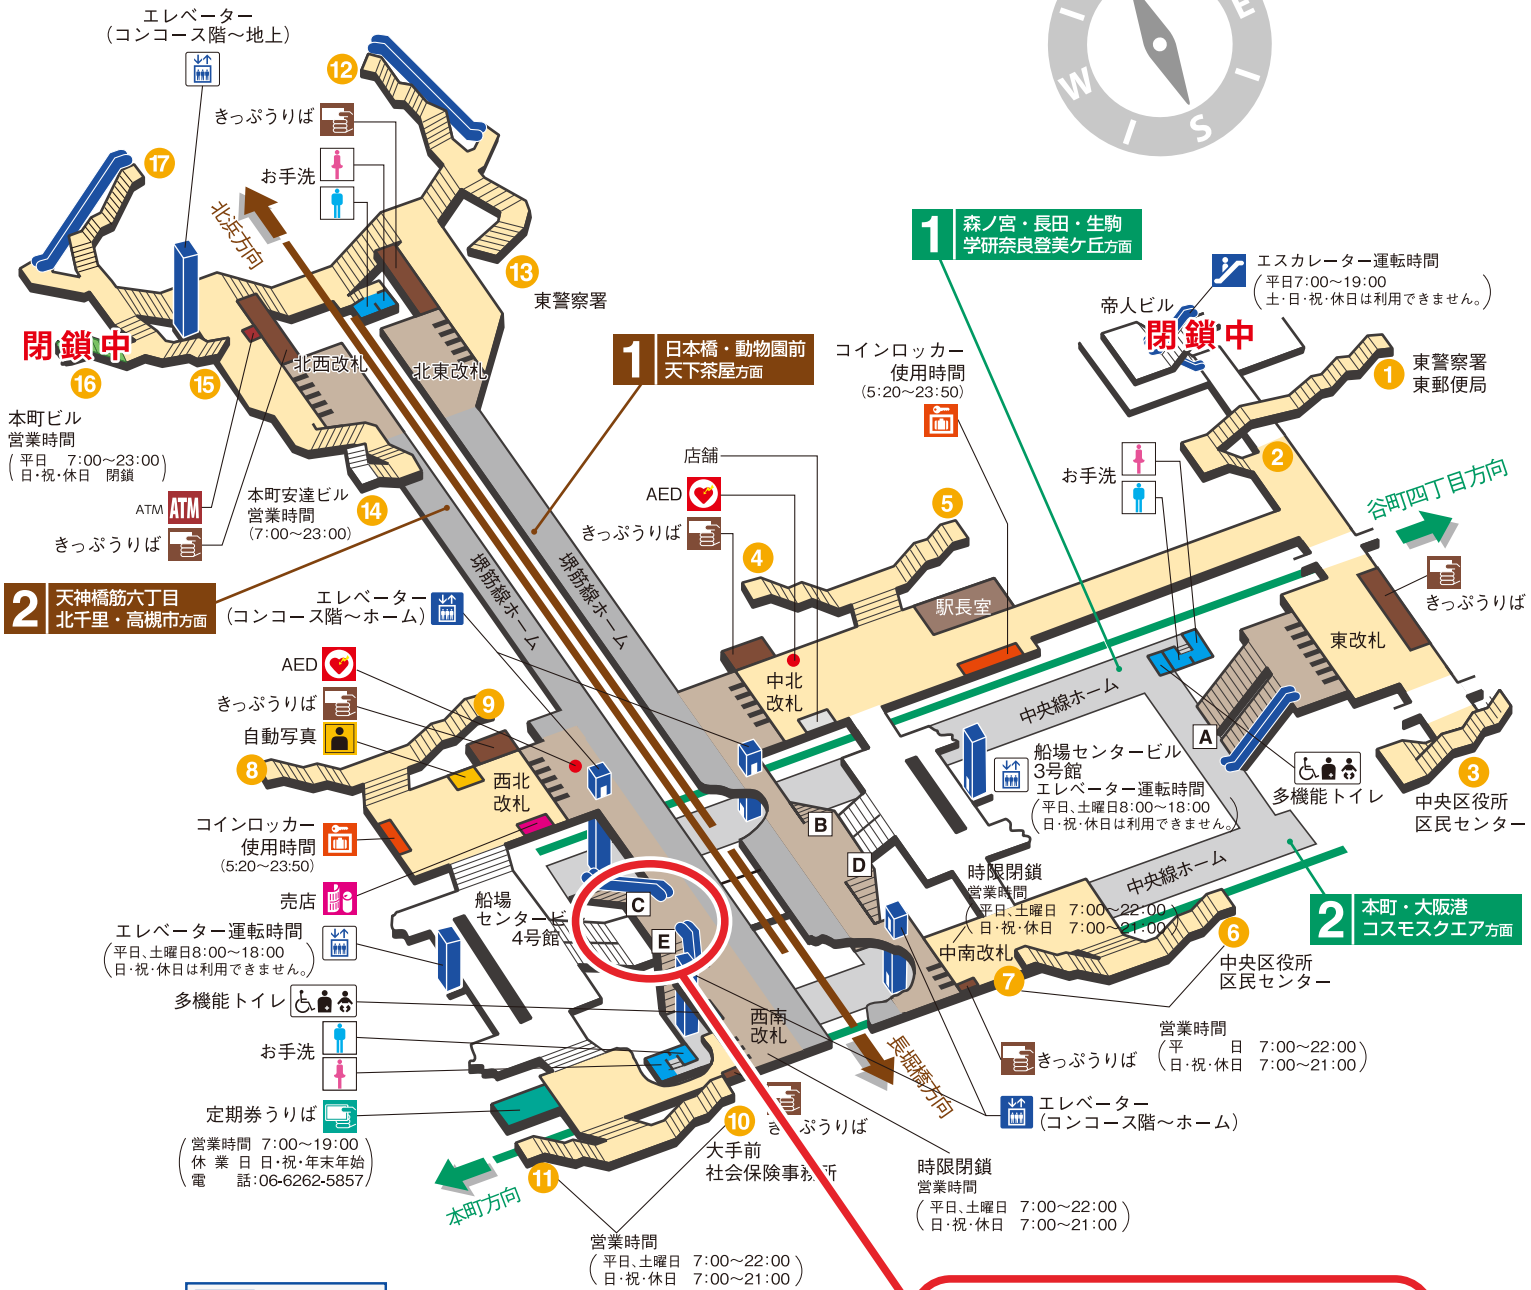 エレベーター
(コンコース階～地上)
12
きっぷうりば
17
お手洗
北浜方向
13
東警察署
閉鎖中
16
15
北西改札
北東改札
本町ビル
営業時間
(平日 7:00～23:00)
(日・祝・休日 閉鎖)
ATM ATM
きっぷうりば
本町安達ビル
営業時間
(7:00～23:00)
14
1 日本橋・動物園前
天下茶屋方面
2 天神橋筋六丁目
北千里・高槻市方面
堺筋線ホーム
堺筋線ホーム
エレベーター
(コンコース階～ホーム)
E
S
I
W
I
I
1 森ノ宮・長田・生駒
学研奈良登美ケ丘方面
エスカレーター運転時間
(平日7:00～19:00)
(土・日・祝・休日は利用できません。)
帝人ビル
閉鎖中
1
東警察署
東郵便局
2
コインロッカー
使用時間
(5:20～23:50)
店舗
AED
きっぷうりば
5
4
お手洗
谷町四丁目方向
きっぷうりば
駅長室
東改札
中北
改札
中央線ホーム
A
船場センタービル
3号館
エレベーター運転時間
(平日、土曜日8:00～18:00)
(日・祝・休日は利用できません。)
多機能トイレ
3
中央区役所
区民センター
AED
きっぷうりば
自動写真
9
8
西北
改札
コインロッカー
使用時間
(5:20～23:50)
売店
B
D
中央線ホーム
時限閉鎖
営業時間
(平日、土曜日 7:00～22:00)
(日・祝・休日 7:00～21:00)
2 本町・大阪港
コスモスクエア方面
船場
センタービ
4号館
C
E
エレベーター運転時間
(平日、土曜日8:00～18:00)
(日・祝・休日は利用できません。)
中南改札
7
6
中央区役所
区民センター
多機能トイレ
お手洗
西南
改札
長堀橋方向
きっぷうりば
営業時間
(平 日 7:00～22:00)
(日・祝・休日 7:00～21:00)
エレベーター
(コンコース階～ホーム)
定期券うりば
(営業時間 7:00～19:00)
(休業日 日・祝・年末年始)
(電 話:06-6262-5857)
きっぷうりば
10
大手前
社会保険事務所
11
本町方向
時限閉鎖
営業時間
(平日、土曜日 7:00～22:00)
(日・祝・休日 7:00～21:00)
営業時間
(平日、土曜日 7:00～22:00)
(日・祝・休日 7:00～21:00)